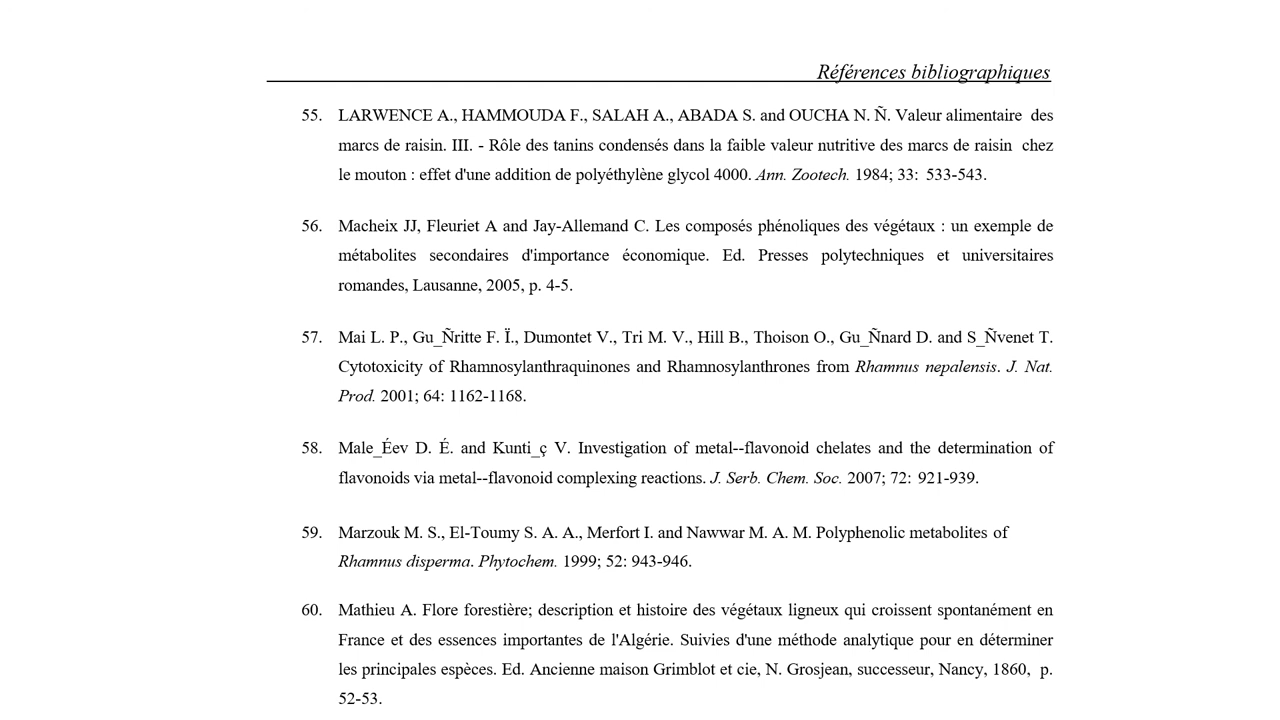 Références bibliographiques
55. LARWENCE A., HAMMOUDA F., SALAH A., ABADA S. and OUCHA N. Ñ. Valeur alimentaire des
marcs de raisin. III. - Rôle des tanins condensés dans la faible valeur nutritive des marcs de raisin chez
le mouton : effet d'une addition de polyéthylène glycol 4000. Ann. Zootech. 1984; 33: 533-543.
56. Macheix JJ, Fleuriet A and Jay-Allemand C. Les composés phénoliques des végétaux : un exemple de
métabolites secondaires d'importance économique. Ed. Presses polytechniques et universitaires
romandes, Lausanne, 2005, p. 4-5.
57. Mai L. P., Gu_Ñritte F. Ï., Dumontet V., Tri M. V., Hill B., Thoison O., Gu_Ñnard D. and S_Ñvenet T.
Cytotoxicity of Rhamnosylanthraquinones and Rhamnosylanthrones from Rhamnus nepalensis. J. Nat.
Prod. 2001; 64: 1162-1168.
58. Male_Éev D. É. and Kunti_ç V. Investigation of metal--flavonoid chelates and the determination of
flavonoids via metal--flavonoid complexing reactions. J. Serb. Chem. Soc. 2007; 72: 921-939.
59. Marzouk M. S., El-Toumy S. A. A., Merfort I. and Nawwar M. A. M. Polyphenolic metabolites of
Rhamnus disperma. Phytochem. 1999; 52: 943-946.
60. Mathieu A. Flore forestière; description et histoire des végétaux ligneux qui croissent spontanément en
France et des essences importantes de l'Algérie. Suivies d'une méthode analytique pour en déterminer
les principales espèces. Ed. Ancienne maison Grimblot et cie, N. Grosjean, successeur, Nancy, 1860, p.
52-53.